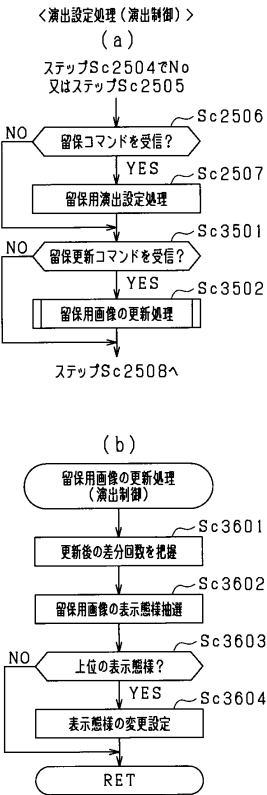 <演出設定処理(演出制御)>
(a)
ステップSc2504でNo
又はステップSc2505
Sc2506
NO
留保コマンドを受信?
YES
Sc2507
留保用演出設定処理
Sc3501
NO
留保更新コマンドを受信?
YES
Sc3502
留保用画像の更新処理
ステップSc2508へ
(b)
留保用画像の更新処理
(演出制御)
Sc3601
更新後の差分回数を把握
Sc3602
留保用画像の表示態様抽選
Sc3603
NO
上位の表示態様?
YES
Sc3604
表示態様の変更設定
RET